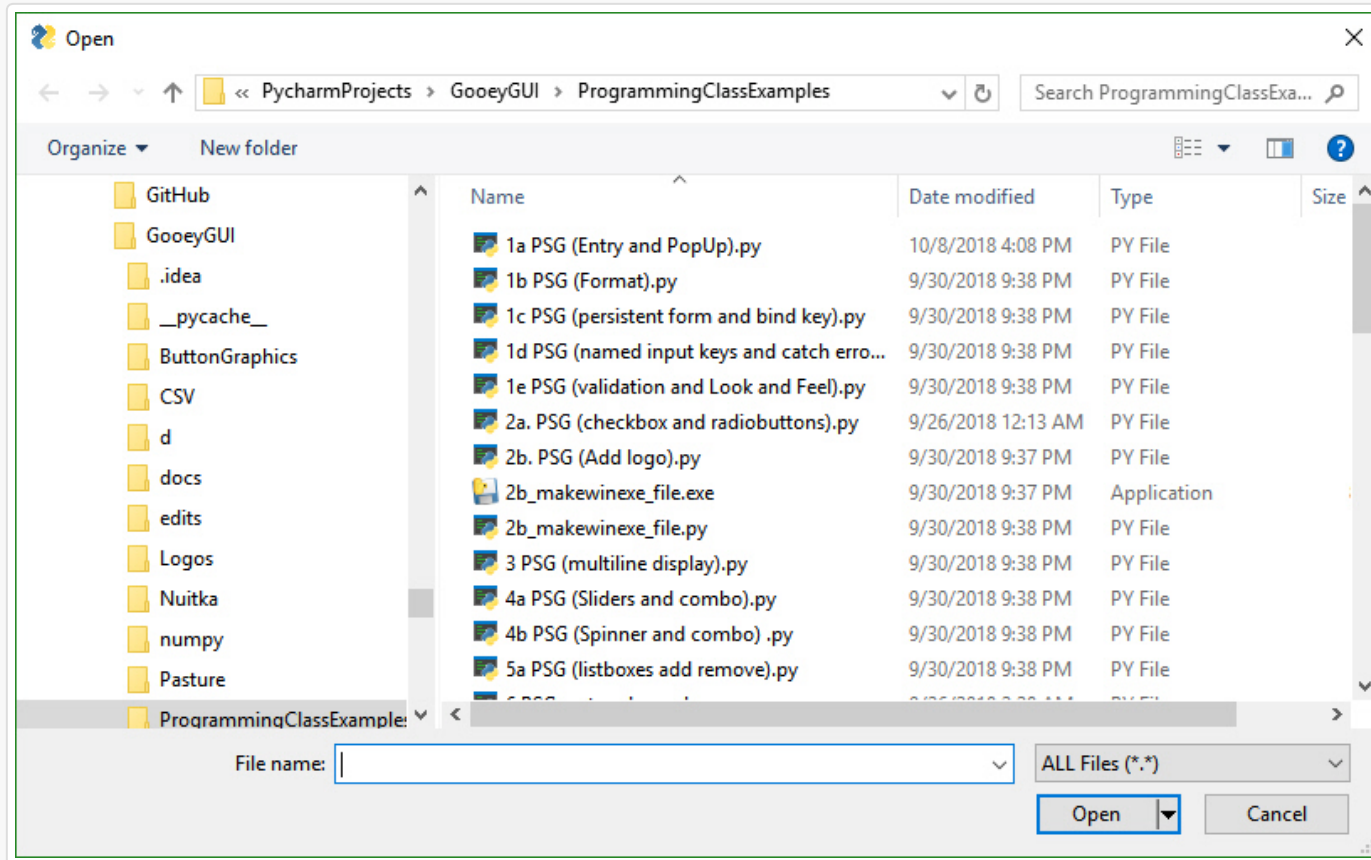 Open
« PycharmProjects > GooeyGUI > ProgrammingClassExamples
Search ProgrammingClassExa...
Organize
New folder
?
GitHub
GooeyGUI
.idea
__pycache__
ButtonGraphics
CSV
d
docs
edits
Logos
Nuitka
numpy
Pasture
ProgrammingClassExamples
Name Date modified Type Size
1a PSG (Entry and PopUp).py 10/8/2018 4:08 PM PY File
1b PSG (Format).py 9/30/2018 9:38 PM PY File
1c PSG (persistent form and bind key).py 9/30/2018 9:38 PM PY File
1d PSG (named input keys and catch erro... 9/30/2018 9:38 PM PY File
1e PSG (validation and Look and Feel).py 9/30/2018 9:38 PM PY File
2a. PSG (checkbox and radiobuttons).py 9/26/2018 12:13 AM PY File
2b. PSG (Add logo).py 9/30/2018 9:37 PM PY File
2b_makewinexe_file.exe 9/30/2018 9:37 PM Application
2b_makewinexe_file.py 9/30/2018 9:38 PM PY File
3 PSG (multiline display).py 9/30/2018 9:38 PM PY File
4a PSG (Sliders and combo).py 9/30/2018 9:38 PM PY File
4b PSG (Spinner and combo) .py 9/30/2018 9:38 PM PY File
5a PSG (listboxes add remove).py 9/30/2018 9:38 PM PY File
File name:
ALL Files (*.*)
Open
Cancel